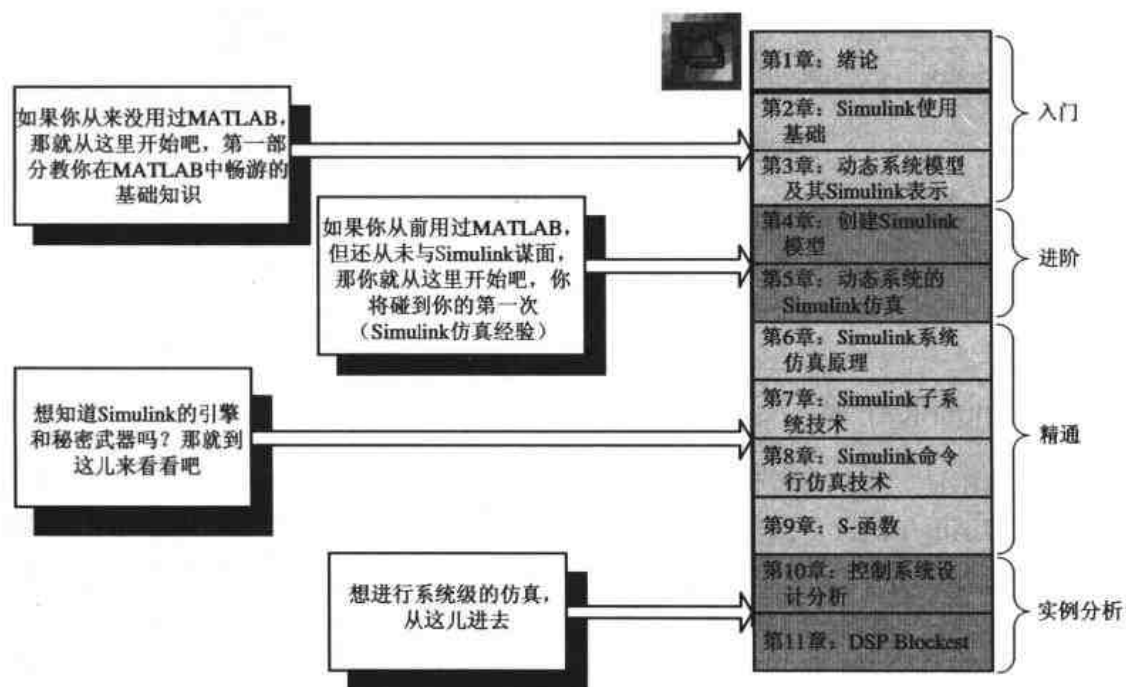 第1章：绪论
第2章：Simulink使用
基础
第3章：动态系统模型
及其Simulink表示
入门
如果你从来没用过MATLAB，
那就从这里开始吧，第一部
分教你在MATLAB中畅游的
基础知识
如果你从前用过MATLAB，
但还从未与Simulink谋面，
那你就从这里开始吧，你
将碰到你的第一次
（Simulink仿真经验）
第4章：创建Simulink
模型
第5章：动态系统的
Simulink仿真
进阶
想知道Simulink的引擎
和秘密武器吗？那就到
这儿来看看吧
第6章：Simulink系统
仿真原理
第7章：Simulink子系
统技术
第8章：Simulink命令
行仿真技术
第9章：S-函数
精通
想进行系统级的仿真，
从这儿进去
第10章：控制系统设
计分析
第11章：DSP Blockest
实例分析